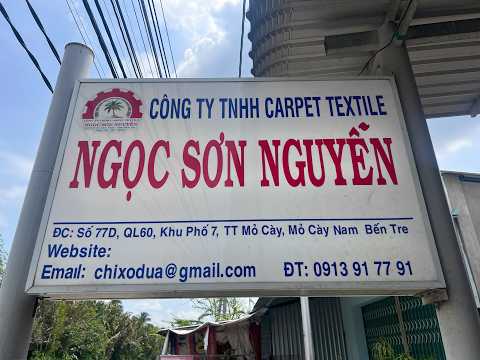 CÔNG TY TNHH CARPET TEXTILE
NGỌC SƠN NGUYÊN
ĐC: Số 77D, QL60, Khu Phố 7, TT Mỏ Cày, Mỏ Cày Nam Bến Tre
Website:
Email: chixodua@gmail.com
ĐT: 0913 91 77 91